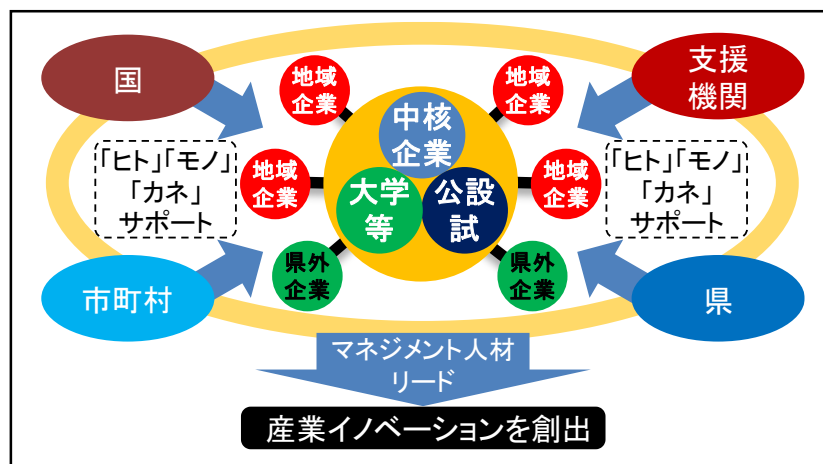 国
地域
企業
地域
企業
支援
機関
中核
企業
「ヒト」「モノ」
「カネ」
サポート
地域
企業
大学
等
公設
試
地域
企業
「ヒト」「モノ」
「カネ」
サポート
市町村
県外
企業
県外
企業
県
マネジメント人材
リード
産業イノベーションを創出